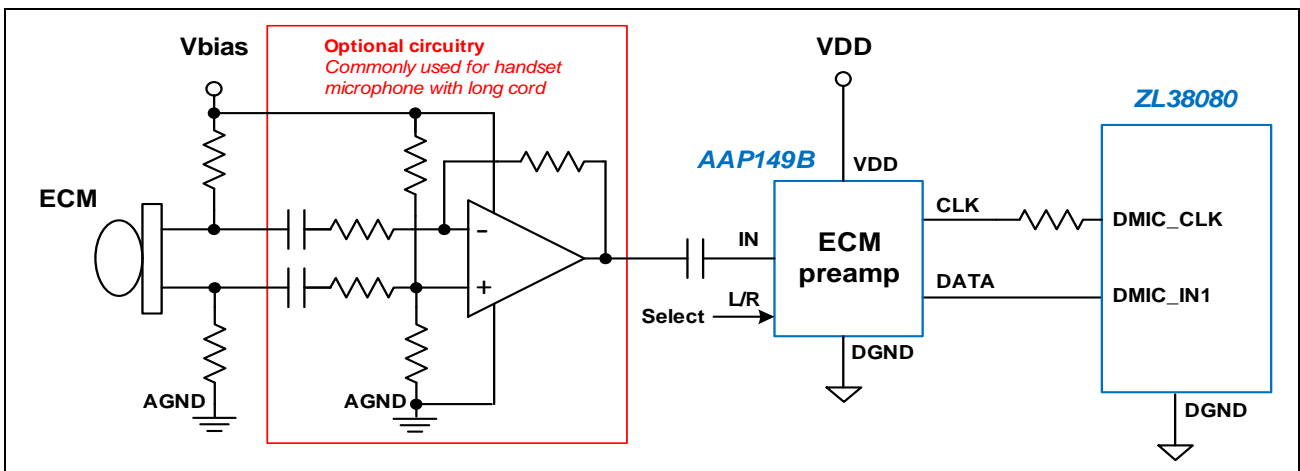 Vbias
Optional circuitry
Commonly used for handset
microphone with long cord
VDD
ZL38080
AAP149B
VDD
ECM
CLK
DMIC_CLK
-
IN
ECM
preamp
+
DATA
DMIC_IN1
L/R
Select
DGND
AGND
AGND
DGND